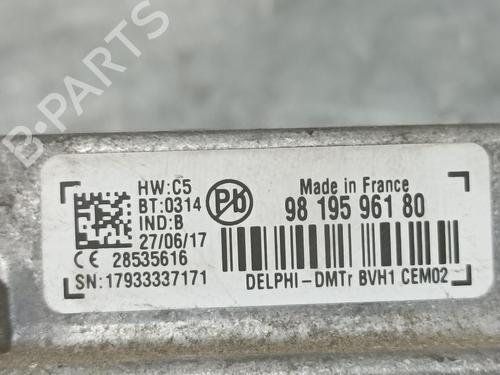 B-PARTS
HW:C5
BT:0314
IND:B
27/06/17
CE 28535616
SN:17933337171
Pb
Made in France
98 195 961 80
DELPHI-DMTr BVH1 CEM02